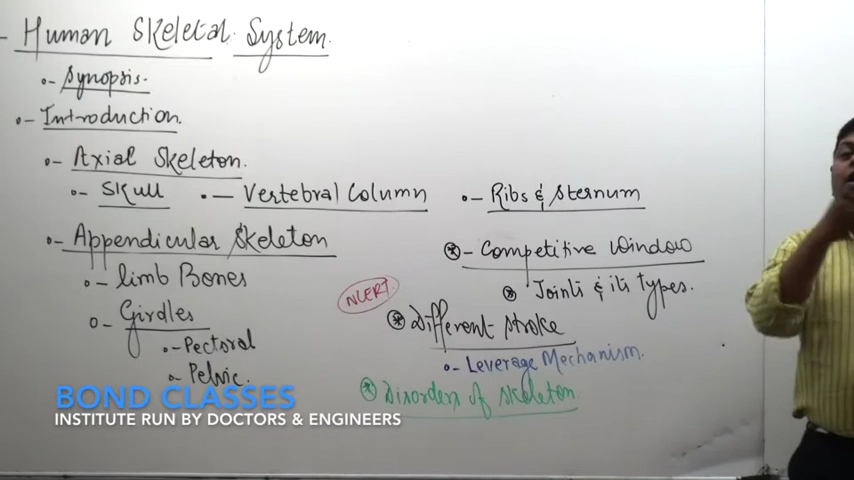 Human Skeletal System
Synopsis.
Introduction
Axial Skeleton
Skull
Vertebral Column
Ribs & Sternum
Appendicular Skeleton
limb Bones
Girdles
Pectoral
Pelvic.
Competitive window
Joints & its types.
NCERT.
Different stroke
Leverage Mechanism.
Disorders of skeleton
BOND CLASSES
INSTITUTE RUN BY DOCTORS & ENGINEERS